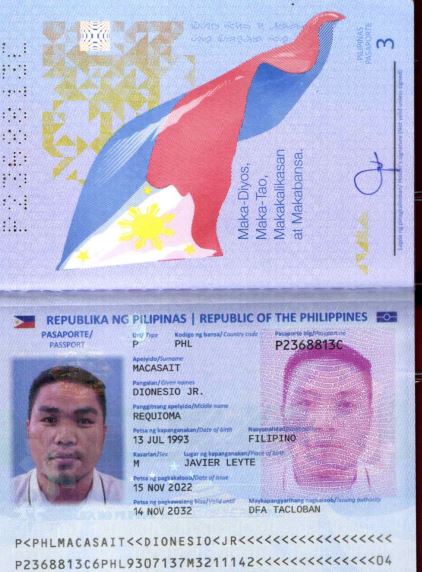 P2368813C
PILIPINAS
PASAPORTE
3
Maka-Diyos,
Maka-Tao,
Makakalikasan
at Makabansa.
REPUBLIKA NG PILIPINAS | REPUBLIC OF THE PHILIPPINES
PASAPORTE/
PASSPORT
Uri/ Type
Kodigo ng bansa/ Country code
Pasaporte blg/Passport no.
P
PHL
P2368813C
Apelyido/Surname
MACASAIT
Pangalan/ Given names
DIONESIO JR.
Panggitnang apelyido/Middle name
REQUIOMA
Petsa ng kapanganakan/Date of birth
13 JUL 1993
FILIPINO
Kasarian/Sex
Lugar ng kapanganakan/Place of birth
M
JAVIER LEYTE
Petsa ng pagkakaloob/Date of issue
15 NOV 2022
Petsa ng pagkawalang bisa/Valid until
Maykapangyarihang nagkaloob/Issuing authority
14 NOV 2032
DFA TACLOBAN
P<PHLMACASAIT<<DIONESIO<JR<<<<<<<<<<<<<<<<<<
P2368813C6PHL9307137M3211142<<<<<<<<<<<<<<04